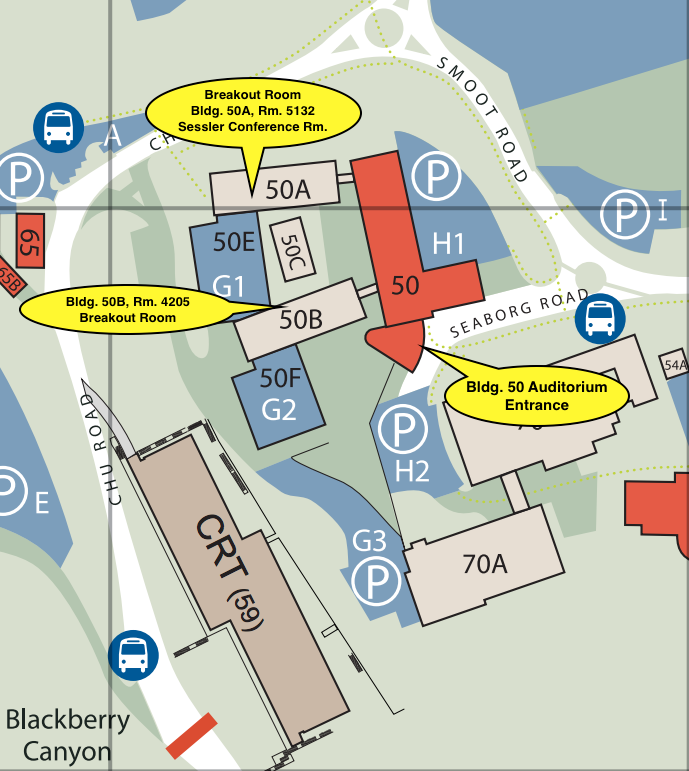 SMOOT ROAD
Breakout Room
Bldg. 50A, Rm. 5132
Sessler Conference Rm.
CH
A
P
P
P
I
50A
65
65B
50E
50C
H1
G1
50
Bldg. 50B, Rm. 4205
Breakout Room
50B
SEABORG ROAD
50F
G2
54A
Bldg. 50 Auditorium
Entrance
CHU ROAD
P
H2
P
E
CRT (59)
G3
P
70A
Blackberry
Canyon